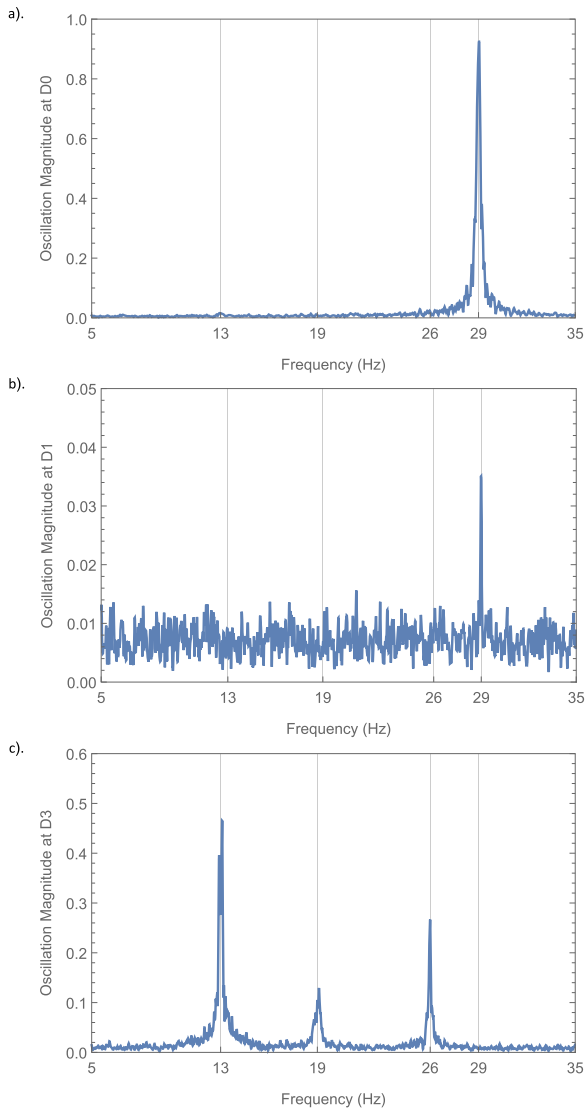 a).
1.0
0.8
0.6
0.4
0.2
0.0
Oscillation Magnitude at D0
5 13 19 26 29 35
Frequency (Hz)
b).
0.05
0.04
0.03
0.02
0.01
0.00
Oscillation Magnitude at D1
5 13 19 26 29 35
Frequency (Hz)
c).
0.6
0.5
0.4
0.3
0.2
0.1
0.0
Oscillation Magnitude at D3
5 13 19 26 29 35
Frequency (Hz)